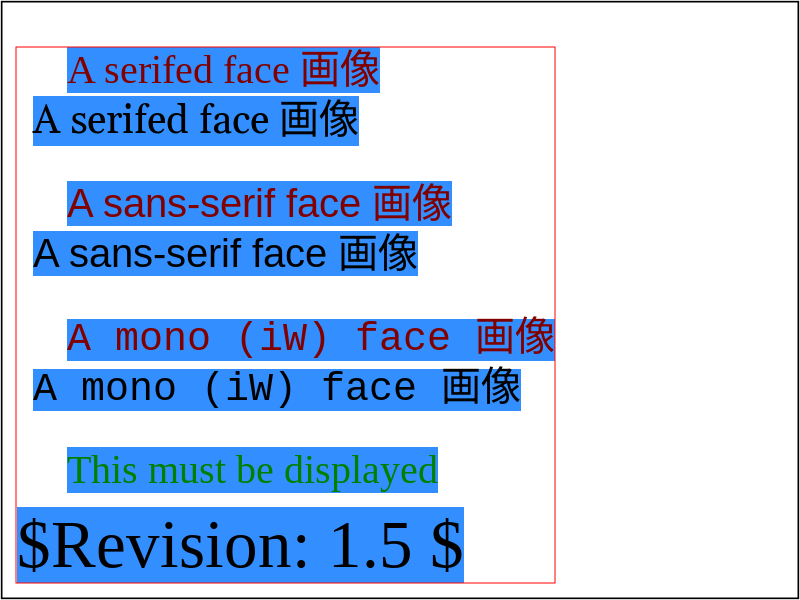 A serifed face 画像
A serifed face 画像
A sans-serif face 画像
A sans-serif face 画像
A mono (iW) face 画像
A mono (iW) face 画像
This must be displayed
$Revision: 1.5 $